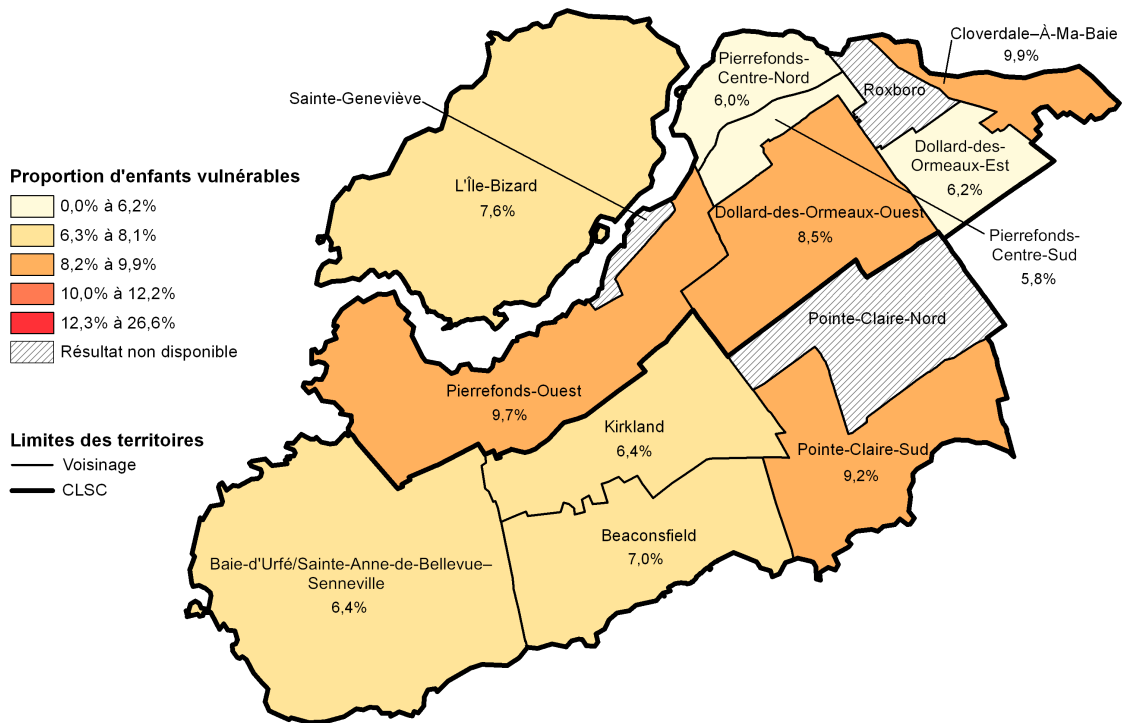 Cloverdale–À-Ma-Baie
9,9%
Pierrefonds-
Centre-Nord
6,0%
Roxboro
Sainte-Geneviève
Dollard-des-
Ormeaux-Est
6,2%
Proportion d'enfants vulnérables
0,0% à 6,2%
6,3% à 8,1%
8,2% à 9,9%
10,0% à 12,2%
12,3% à 26,6%
Résultat non disponible
L'Île-Bizard
7,6%
Dollard-des-Ormeaux-Ouest
8,5%
Pierrefonds-
Centre-Sud
5,8%
Pointe-Claire-Nord
Pierrefonds-Ouest
9,7%
Kirkland
6,4%
Limites des territoires
Voisinage
CLSC
Pointe-Claire-Sud
9,2%
Beaconsfield
7,0%
Baie-d'Urfé/Sainte-Anne-de-Bellevue–
Senneville
6,4%